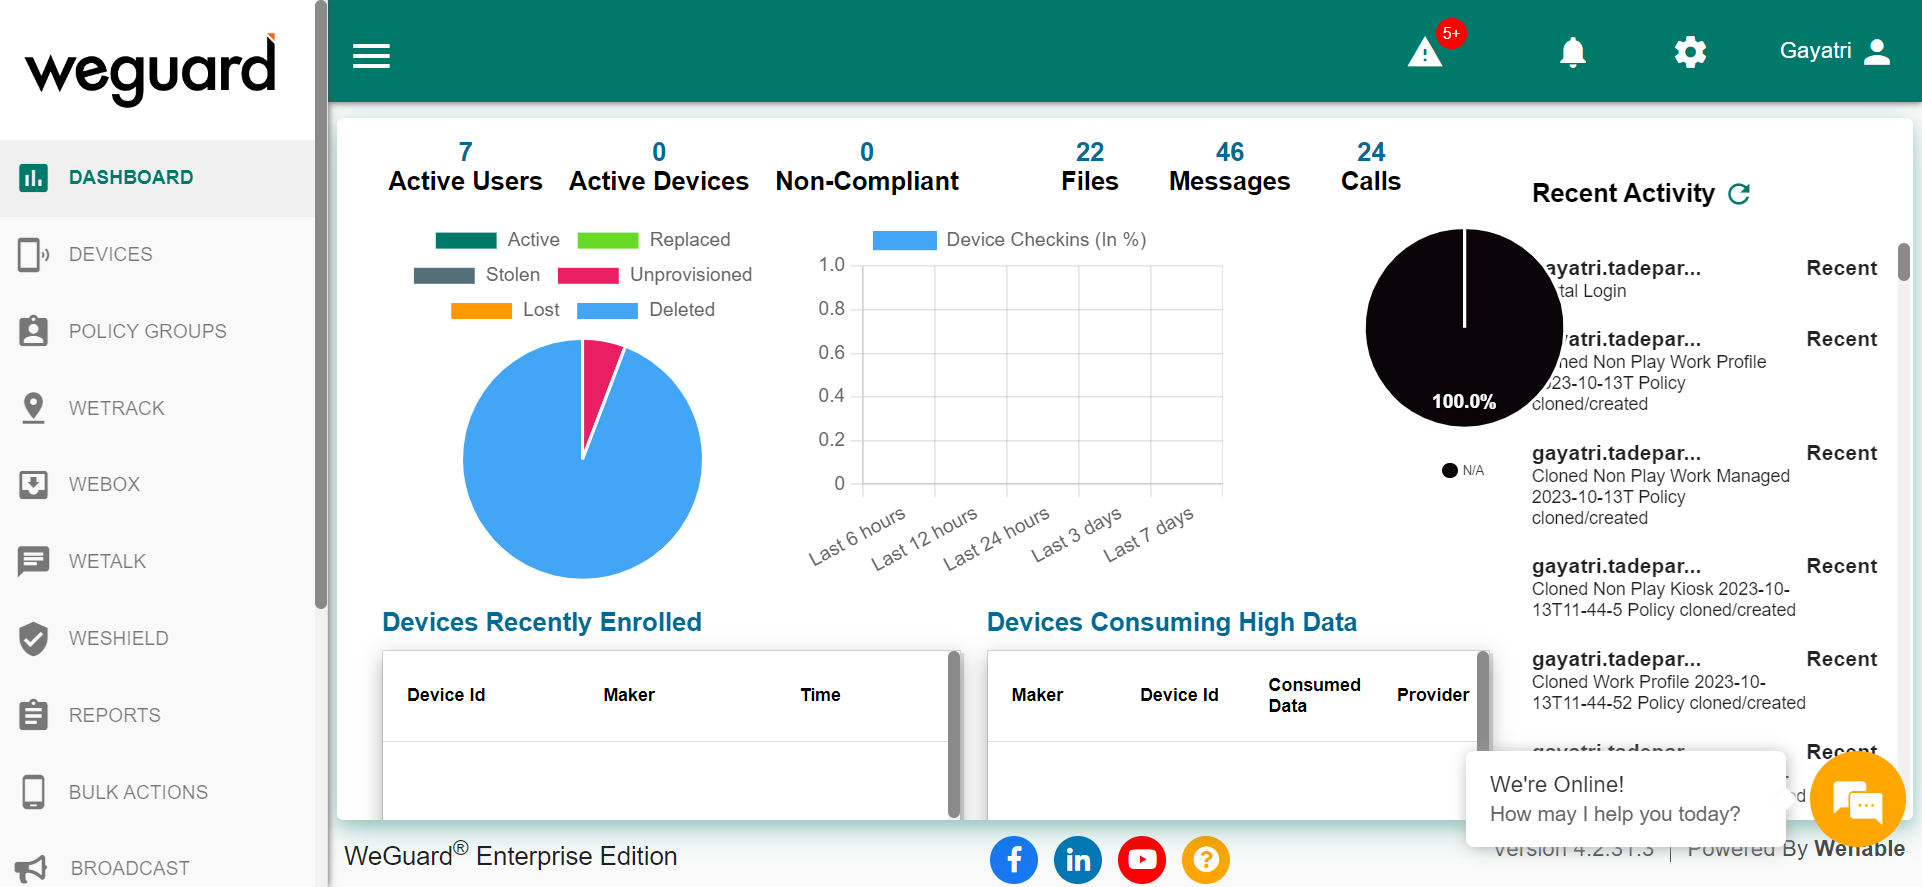 weguard
5+
Gayatri
DASHBOARD
DEVICES
POLICY GROUPS
WETRACK
WEBOX
WETALK
WESHIELD
REPORTS
BULK ACTIONS
BROADCAST
7
Active Users
0
Active Devices
0
Non-Compliant
22
Files
46
Messages
24
Calls
Active
Replaced
Stolen
Unprovisioned
Lost
Deleted
Device Checkins (In %)
1.0
0.8
0.6
0.4
0.2
0
Last 6 hours
Last 12 hours
Last 24 hours
Last 3 days
Last 7 days
100.0%
N/A
Recent Activity
ayatri.tadepar... Recent
tal Login
atri.tadepar... Recent
ned Non Play Work Profile
23-10-13T Policy
cloned/created
gayatri.tadepar... Recent
Cloned Non Play Work Managed
2023-10-13T Policy
cloned/created
gayatri.tadepar... Recent
Cloned Non Play Kiosk 2023-10-
13T11-44-5 Policy cloned/created
gayatri.tadepar... Recent
Cloned Work Profile 2023-10-
13T11-44-52 Policy cloned/created
gayatri.tadepar... Recent
Devices Recently Enrolled
Device Id Maker Time
Devices Consuming High Data
Maker Device Id Consumed Data Provider
We're Online!
How may I help you today?
WeGuard® Enterprise Edition
Version 4.2.31.3 | Powered By Wenable